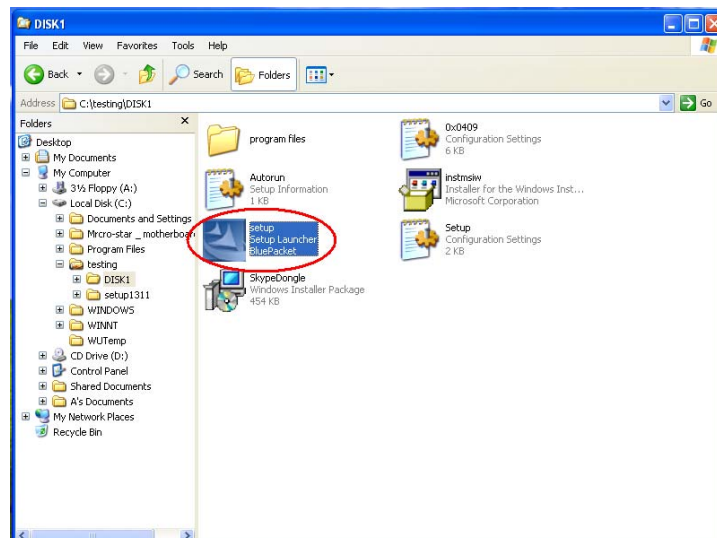 DISK1
File Edit View Favorites Tools Help
Back Search Folders
Address C:\testing\DISK1 Go
Folders x
Desktop
My Documents
My Computer
3½ Floppy (A:)
Local Disk (C:)
Documents and Settings
Mrcro-star _ motherboar
Program Files
testing
DISK1
setup1311
WINDOWS
WINNT
WUTemp
CD Drive (D:)
Control Panel
Shared Documents
A's Documents
My Network Places
Recycle Bin
program files
0x0409
Configuration Settings
6 KB
Autorun
Setup Information
1 KB
instmsiw
Installer for the Windows Inst...
Microsoft Corporation
setup
Setup Launcher
BluePacket
Setup
Configuration Settings
2 KB
SkypeDongle
Windows Installer Package
454 KB